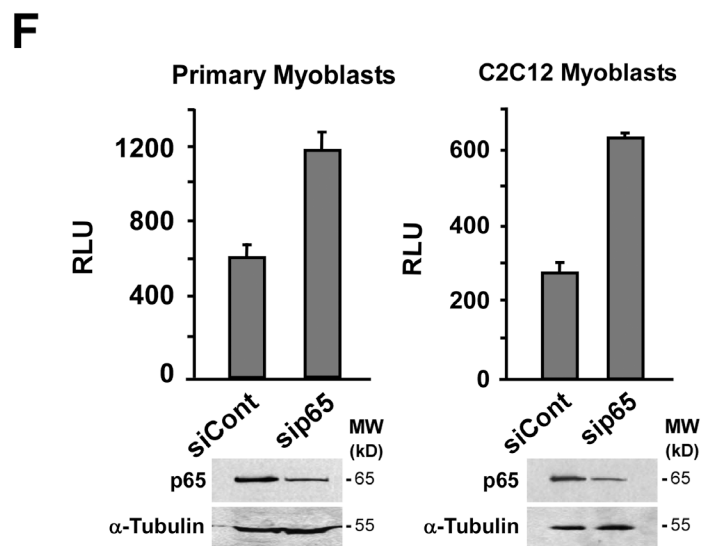 F
Primary Myoblasts
1200
800
400
0
RLU
siCont
sip65
MW
(kD)
p65
-65
α-Tubulin
-55
C2C12 Myoblasts
600
400
200
0
RLU
siCont
sip65
MW
(kD)
p65
-65
α-Tubulin
-55